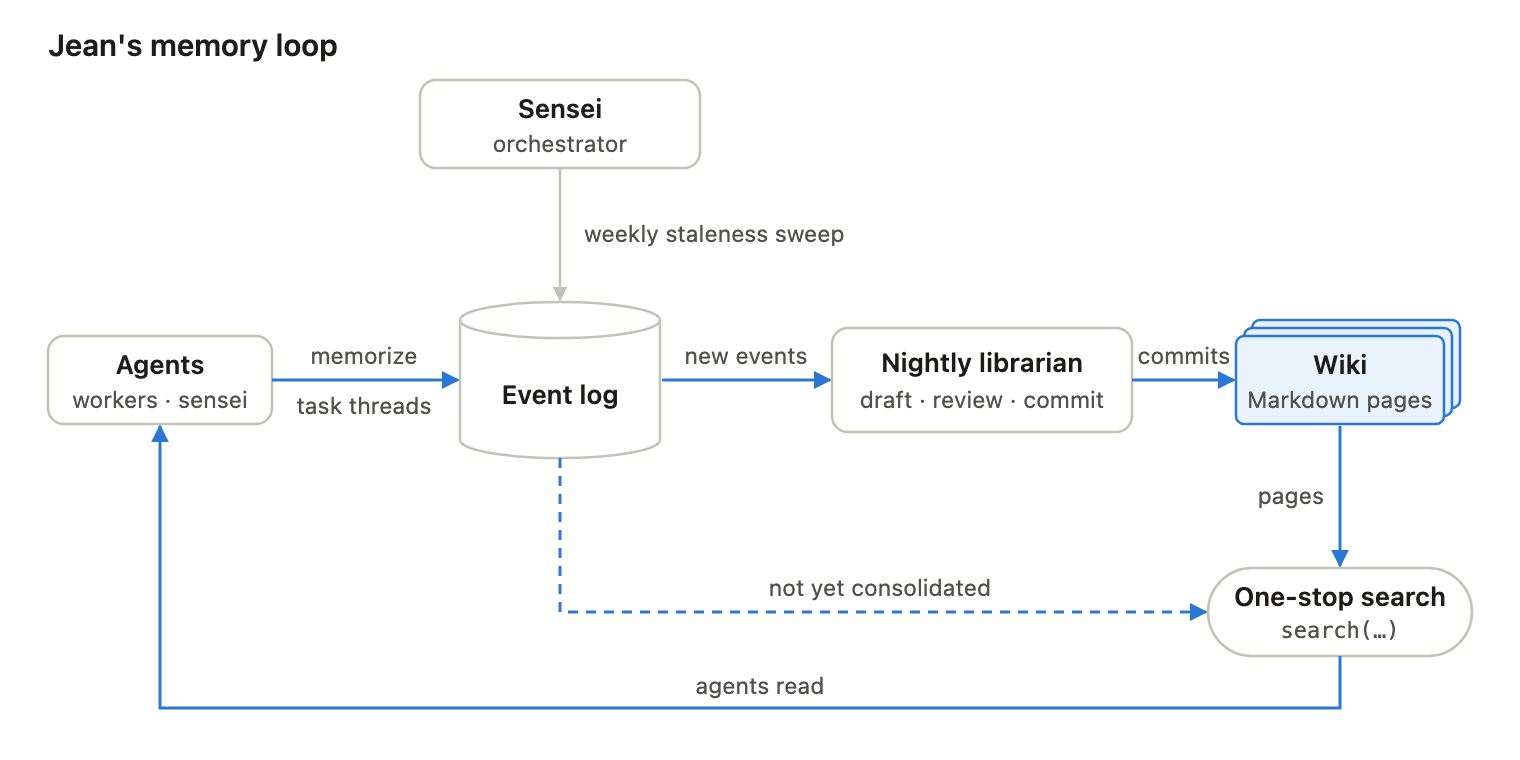 Jean's memory loop
Sensei
orchestrator
weekly staleness sweep
Agents
workers · sensei
memorize
task threads
Event log
new events
Nightly librarian
draft · review · commit
commits
Wiki
Markdown pages
pages
not yet consolidated
One-stop search
search(…)
agents read